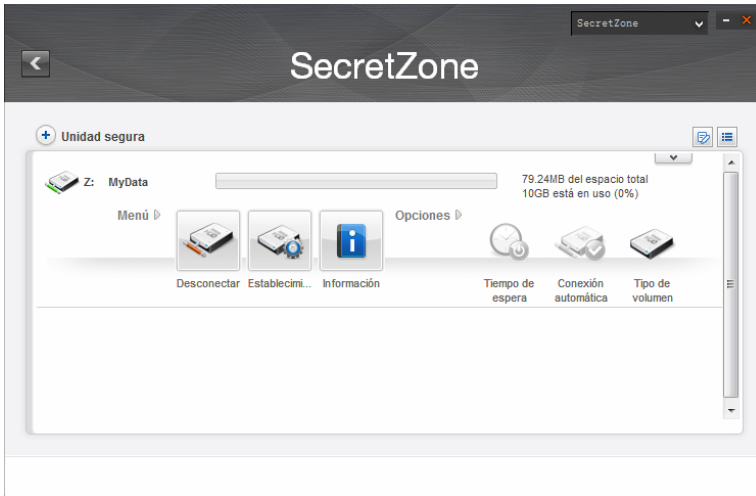 SecretZone
SecretZone
Unidad segura
Z: MyData
79.24MB del espacio total
10GB está en uso (0%)
Menú
Opciones
Desconectar
Establecimi...
Información
Tiempo de espera
Conexión automática
Tipo de volumen